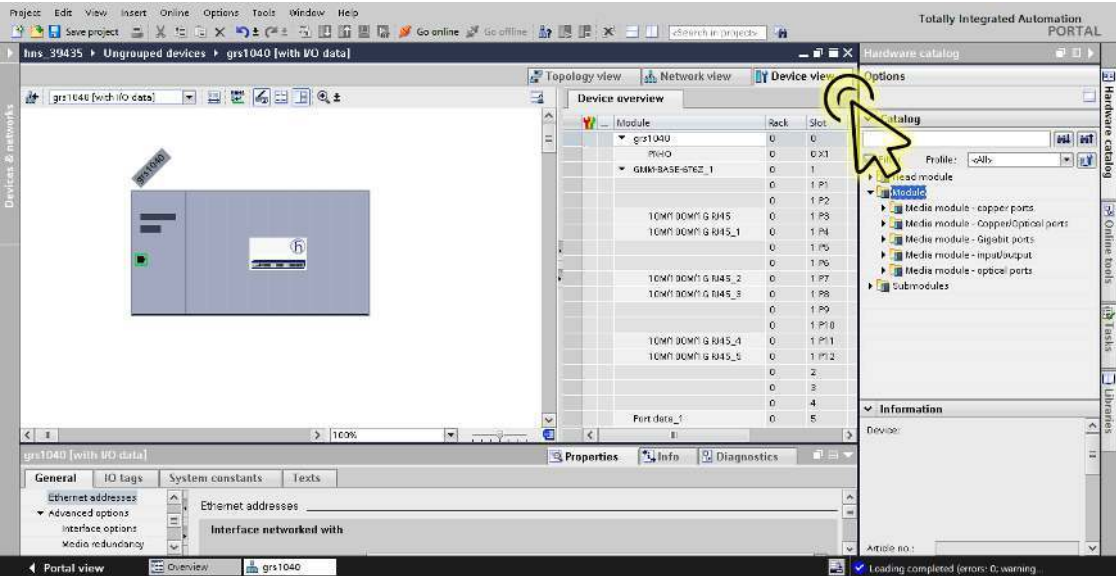 Project Edit View Insert Online Options Tools Window Help
Totally Integrated Automation
PORTAL
Save project
Go online
Go offline
<Search in project>
hns_39435 ▸ Ungrouped devices ▸ grs1040 [with I/O data]
Hardware catalog
Topology view
Network view
Device view
Options
grs1040 [with I/O data]
Device overview
Module Rack Slot
grs1040 0 0
PNIO 0 0 X1
GMM-BASE-6T6Z_1 0 1
0 1 P1
0 1 P2
10M/100M/1G RJ45 0 1 P3
10M/100M/1G RJ45_1 0 1 P4
0 1 P5
0 1 P6
10M/100M/1G RJ45_2 0 1 P7
10M/100M/1G RJ45_3 0 1 P8
0 1 P9
0 1 P10
10M/100M/1G RJ45_4 0 1 P11
10M/100M/1G RJ45_5 0 1 P12
0 2
0 3
0 4
Port data_1 0 5
grs1040
100%
Catalog
Profile: <All>
Head module
Module
Media module - copper ports
Media module - Copper/Optical ports
Media module - Gigabit ports
Media module - input/output
Media module - optical ports
Submodules
Information
Device:
Article no.:
Devices & networks
Hardware catalog
Online tools
Tasks
Libraries
grs1040 [with I/O data]
Properties
Info
Diagnostics
General IO tags System constants Texts
Ethernet addresses
Advanced options
Interface options
Media redundancy
Ethernet addresses
Interface networked with
Portal view
Overview
grs1040
Loading completed (errors: 0; warning...